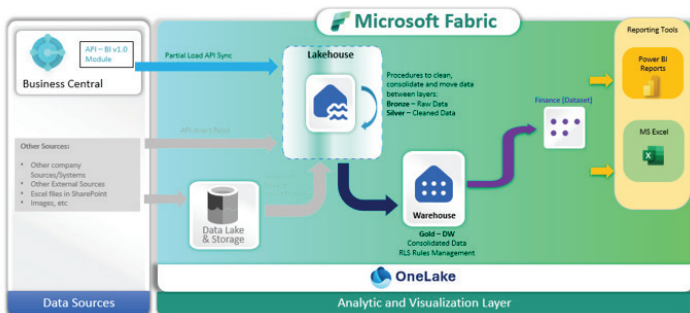 Microsoft Fabric
API – BI v1.0
Module
Business Central
Partial Load API Sync
Lakehouse
Procedures to clean,
consolidate and move data
between layers:
Bronze – Raw Data
Silver – Cleaned Data
Reporting Tools
Power BI
Reports
MS Excel
Finance [Dataset]
Other Sources:
• Other company
Sources/Systems
• Other External Sources
• Excel files in SharePoint
• Images, etc
Data Lake
& Storage
Warehouse
Gold – DW
Consolidated Data
RLS Rules Management
OneLake
Data Sources
Analytic and Visualization Layer